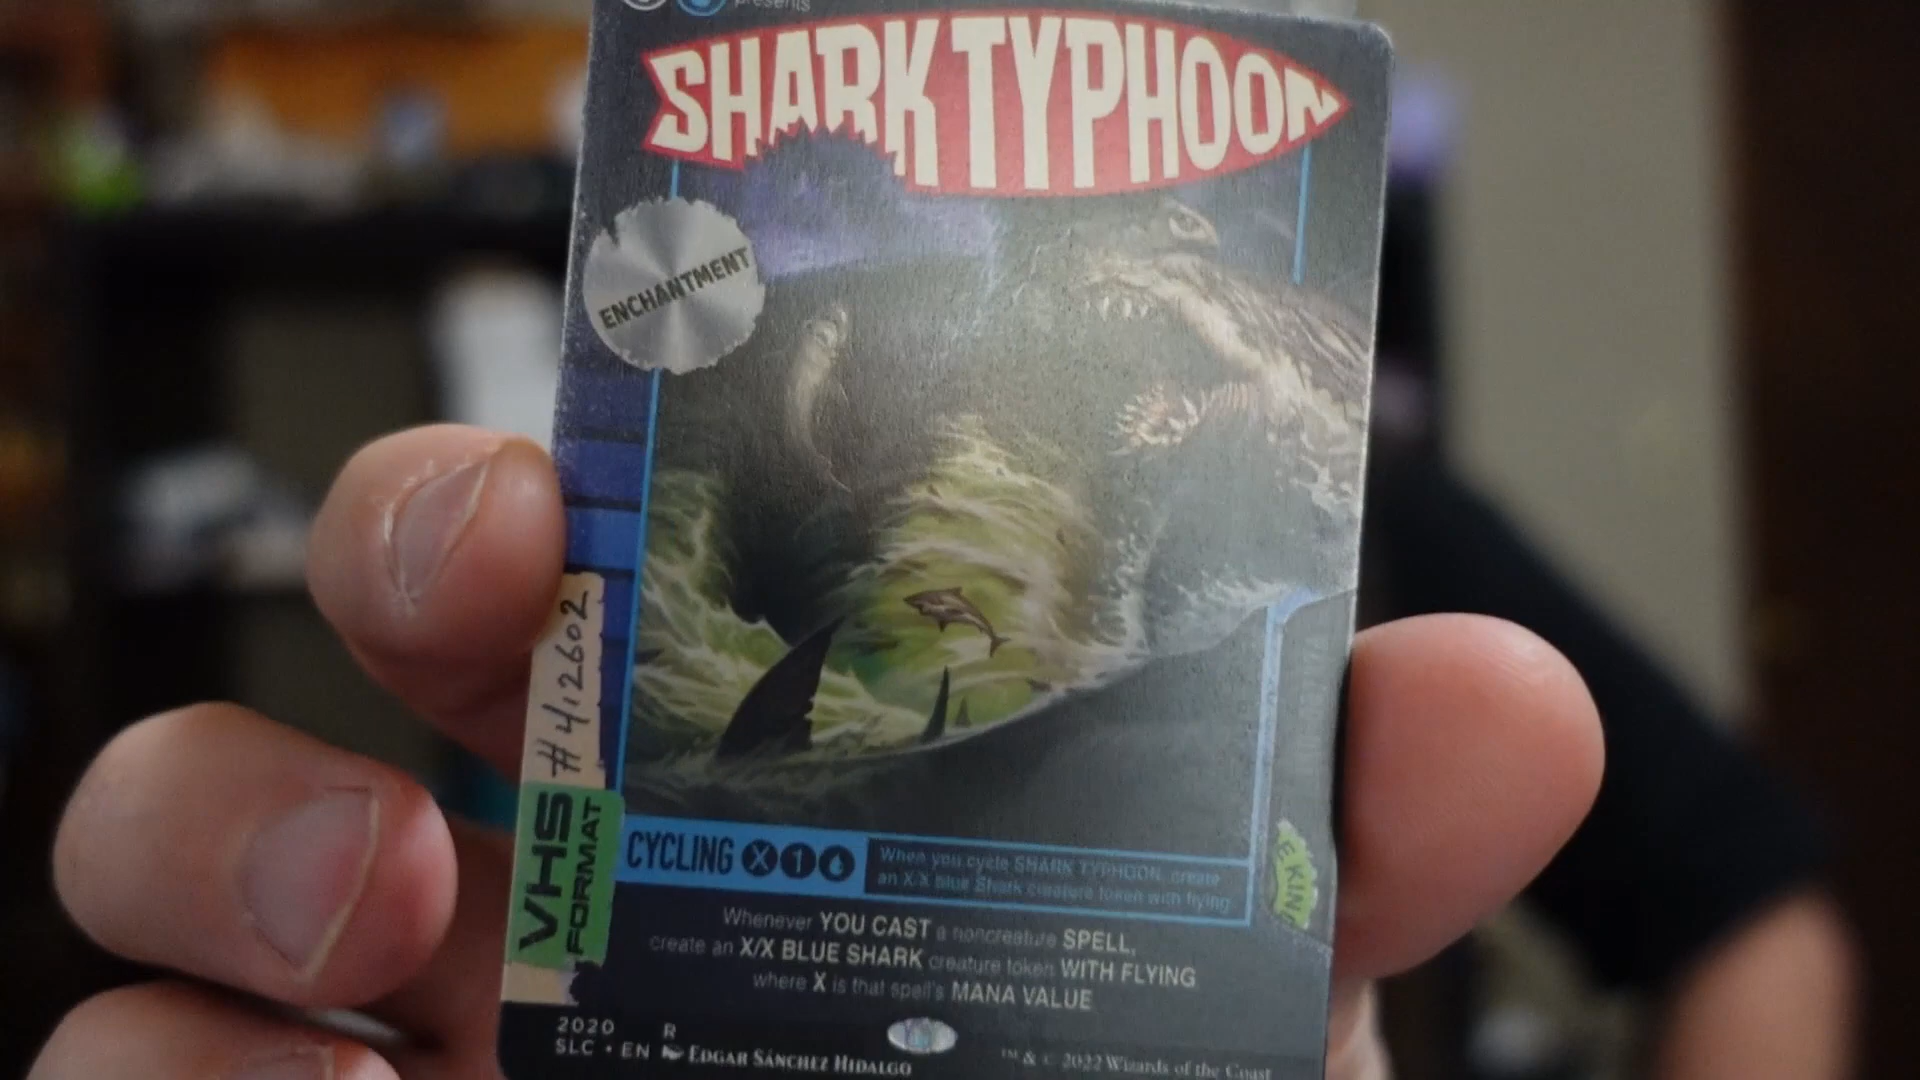 presents
SHARK TYPHOON
ENCHANTMENT
#412602
VHS
FORMAT
CYCLING X 1
When you cycle SHARK TYPHOON, create
an X/X blue Shark creature token with flying.
Whenever YOU CAST a noncreature SPELL,
create an X/X BLUE SHARK creature token WITH FLYING
where X is that spell's MANA VALUE
2020 R
SLC • EN EDGAR SÁNCHEZ HIDALGO
™ & © 2022 Wizards of the Coast